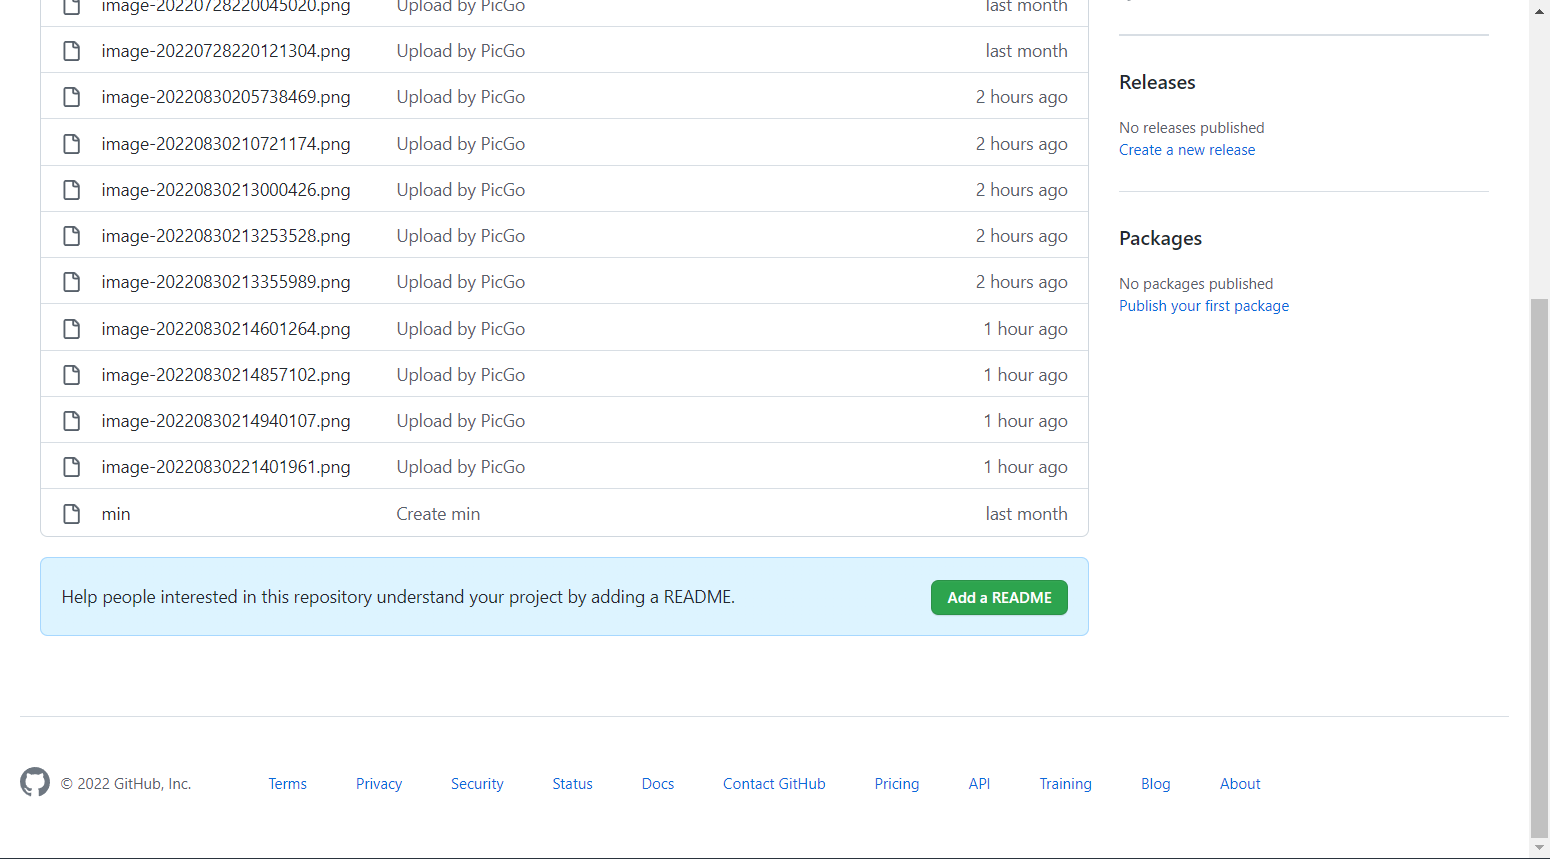 image-20220728220045020.png Upload by PicGo last month
image-20220728220121304.png Upload by PicGo last month
image-20220830205738469.png Upload by PicGo 2 hours ago
image-20220830210721174.png Upload by PicGo 2 hours ago
image-20220830213000426.png Upload by PicGo 2 hours ago
image-20220830213253528.png Upload by PicGo 2 hours ago
image-20220830213355989.png Upload by PicGo 2 hours ago
image-20220830214601264.png Upload by PicGo 1 hour ago
image-20220830214857102.png Upload by PicGo 1 hour ago
image-20220830214940107.png Upload by PicGo 1 hour ago
image-20220830221401961.png Upload by PicGo 1 hour ago
min Create min last month
Help people interested in this repository understand your project by adding a README. Add a README
Releases
No releases published
Create a new release
Packages
No packages published
Publish your first package
© 2022 GitHub, Inc. Terms Privacy Security Status Docs Contact GitHub Pricing API Training Blog About